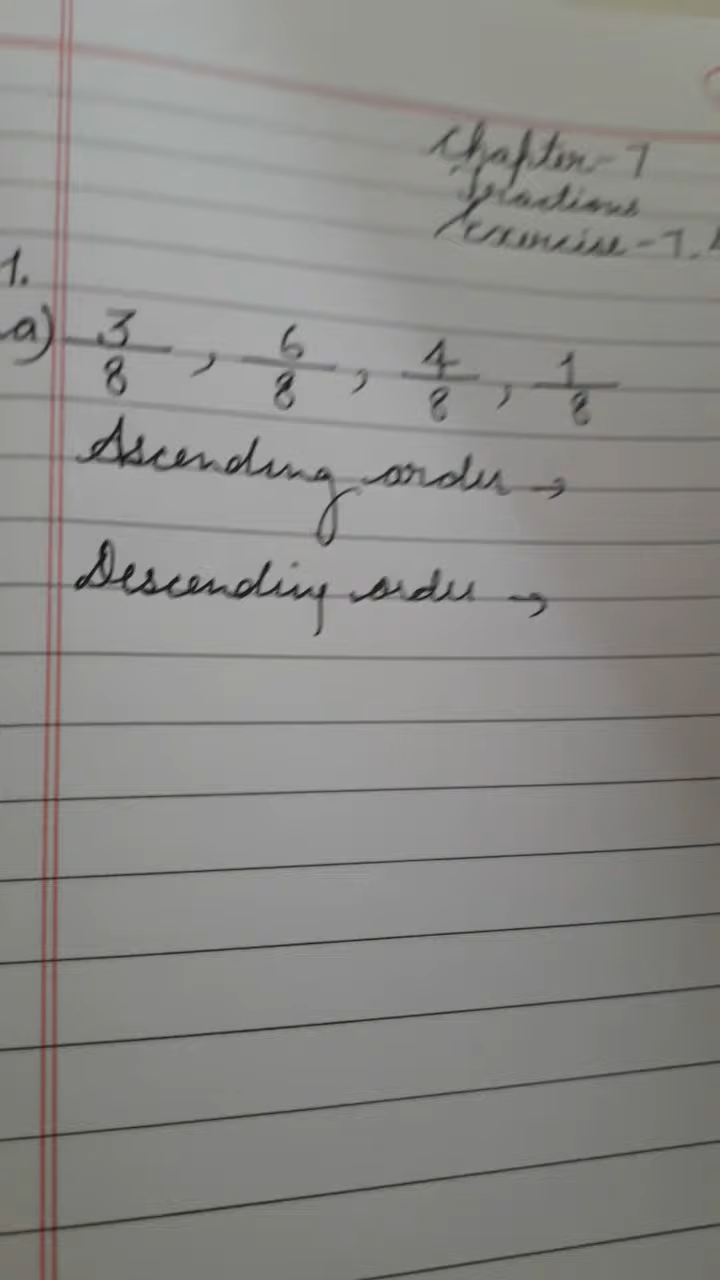 Chapter-7
Fractions
Exercise-7.
1.
a) 3/8, 6/8, 4/8, 1/8
Ascending order →
Descending order →